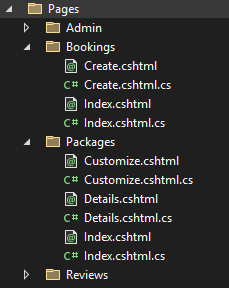 Pages
Admin
Bookings
Create.cshtml
C# Create.cshtml.cs
Index.cshtml
C# Index.cshtml.cs
Packages
Customize.cshtml
C# Customize.cshtml.cs
Details.cshtml
C# Details.cshtml.cs
Index.cshtml
C# Index.cshtml.cs
Reviews